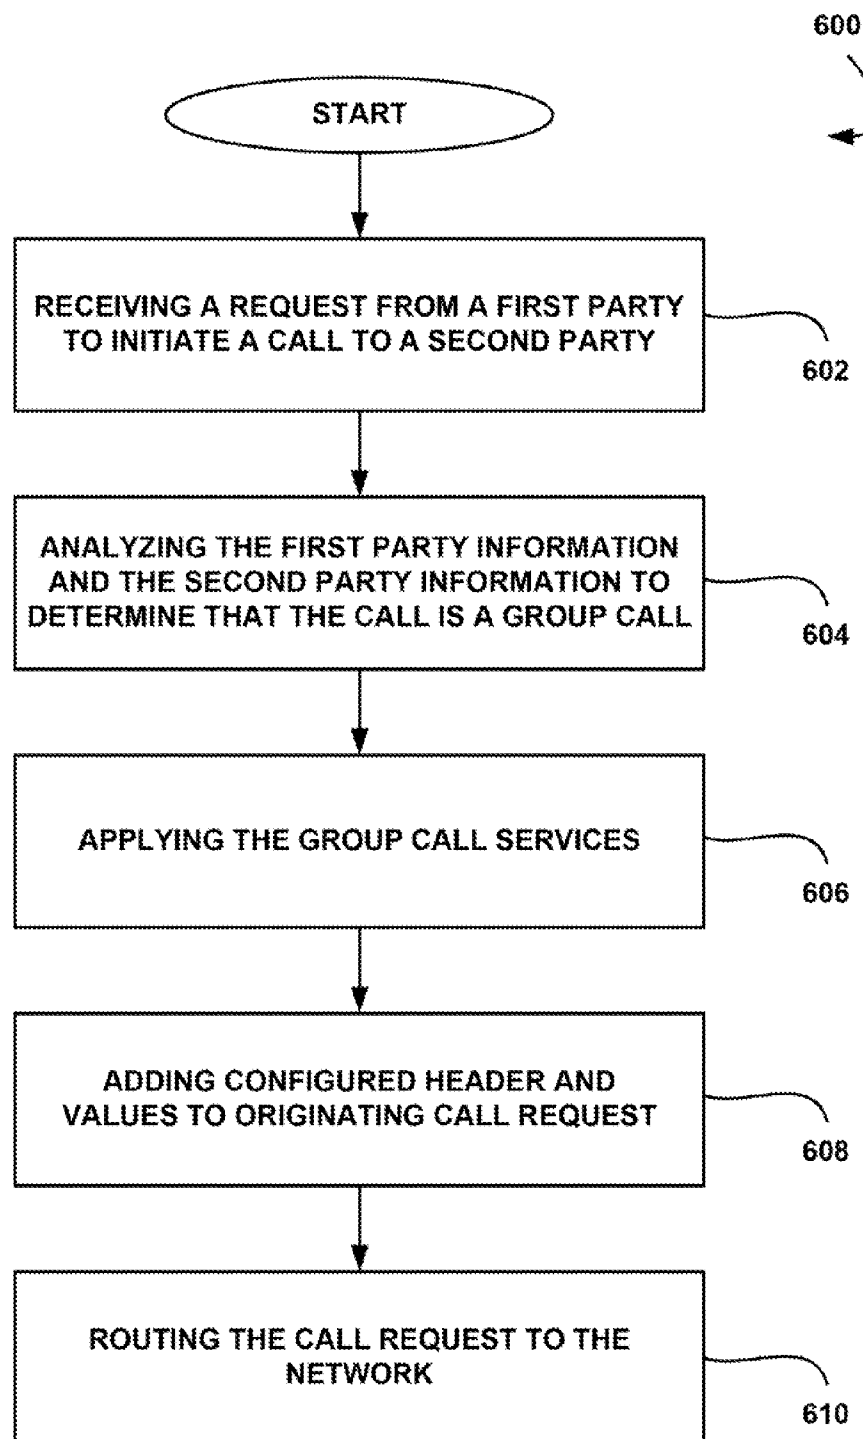 600
START
RECEIVING A REQUEST FROM A FIRST PARTY
TO INITIATE A CALL TO A SECOND PARTY
602
ANALYZING THE FIRST PARTY INFORMATION
AND THE SECOND PARTY INFORMATION TO
DETERMINE THAT THE CALL IS A GROUP CALL
604
APPLYING THE GROUP CALL SERVICES
606
ADDING CONFIGURED HEADER AND
VALUES TO ORIGINATING CALL REQUEST
608
ROUTING THE CALL REQUEST TO THE
NETWORK
610